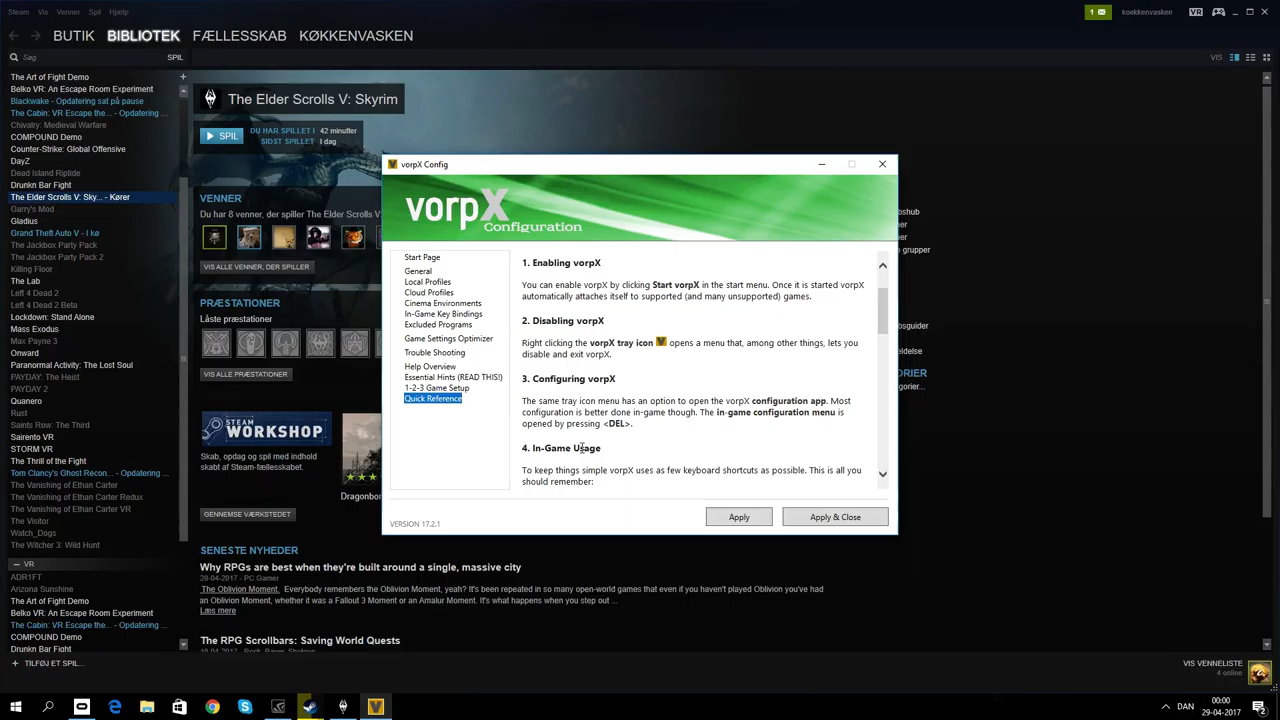 Steam Vis Venner Spil Hjælp
1
koekkenvasken
VR
BUTIK BIBLIOTEK FÆLLESSKAB KØKKENVASKEN
Søg
SPIL
VIS
The Art of Fight Demo
Belko VR: An Escape Room Experiment
Blackwake - Opdatering sat på pause
The Cabin: VR Escape the... - Opdatering ...
Chivalry: Medieval Warfare
COMPOUND Demo
Counter-Strike: Global Offensive
DayZ
Dead Island Riptide
Drunkn Bar Fight
The Elder Scrolls V: Sky... - Kører
Garry's Mod
Gladius
Grand Theft Auto V - I kø
The Jackbox Party Pack
The Jackbox Party Pack 2
Killing Floor
The Lab
Left 4 Dead 2
Left 4 Dead 2 Beta
Lockdown: Stand Alone
Mass Exodus
Max Payne 3
Onward
Paranormal Activity: The Lost Soul
PAYDAY: The Heist
PAYDAY 2
Quanero
Rust
Saints Row: The Third
Sairento VR
STORM VR
The Thrill of the Fight
Tom Clancy's Ghost Recon... - Opdatering ...
The Vanishing of Ethan Carter
The Vanishing of Ethan Carter Redux
The Vanishing of Ethan Carter VR
The Visitor
Watch_Dogs
The Witcher 3: Wild Hunt
VR
ADR1FT
Arizona Sunshine
The Art of Fight Demo
Belko VR: An Escape Room Experiment
The Cabin: VR Escape the... - Opdatering ...
COMPOUND Demo
Drunkn Bar Fight
+ TILFØJ ET SPIL...
The Elder Scrolls V: Skyrim
SPIL
DU HAR SPILLET I 42 minutter
SIDST SPILLET I dag
VENNER
Du har 8 venner, der spiller The Elder Scrolls V
VIS ALLE VENNER, DER SPILLER
PRÆSTATIONER
Låste præstationer
VIS ALLE PRÆSTATIONER
STEAM
WORKSHOP
Skab, opdag og spil med indhold
skabt af Steam-fællesskabet.
Dragonbor
GENNEMSE VÆRKSTEDET
SENESTE NYHEDER
Why RPGs are best when they're built around a single, massive city
20-04-2017 - PC Gamer
The Oblivion Moment. Everybody remembers the Oblivion Moment, yeah? It's been repeated in so many open-world games that even if you haven't played Oblivion you've had
an Oblivion Moment, whether it was a Fallout 3 Moment or an Amalur Moment. It's what happens when you step out ...
Læs mere
The RPG Scrollbars: Saving World Quests
10-04-2017 - Rock, Paper, Shotgun
vorpX Config
vorpX
Configuration
Start Page
General
Local Profiles
Cloud Profiles
Cinema Environments
In-Game Key Bindings
Excluded Programs
Game Settings Optimizer
Trouble Shooting
Help Overview
Essential Hints (READ THIS!)
1-2-3 Game Setup
Quick Reference
1. Enabling vorpX
You can enable vorpX by clicking Start vorpX in the start menu. Once it is started vorpX
automatically attaches itself to supported (and many unsupported) games.
2. Disabling vorpX
Right clicking the vorpX tray icon opens a menu that, among other things, lets you
disable and exit vorpX.
3. Configuring vorpX
The same tray icon menu has an option to open the vorpX configuration app. Most
configuration is better done in-game though. The in-game configuration menu is
opened by pressing <DEL>.
4. In-Game Usage
To keep things simple vorpX uses as few keyboard shortcuts as possible. This is all you
should remember:
VERSION 17.2.1
Apply
Apply & Close
VIS VENNELISTE
4 online
DAN
00:00
29-04-2017
2